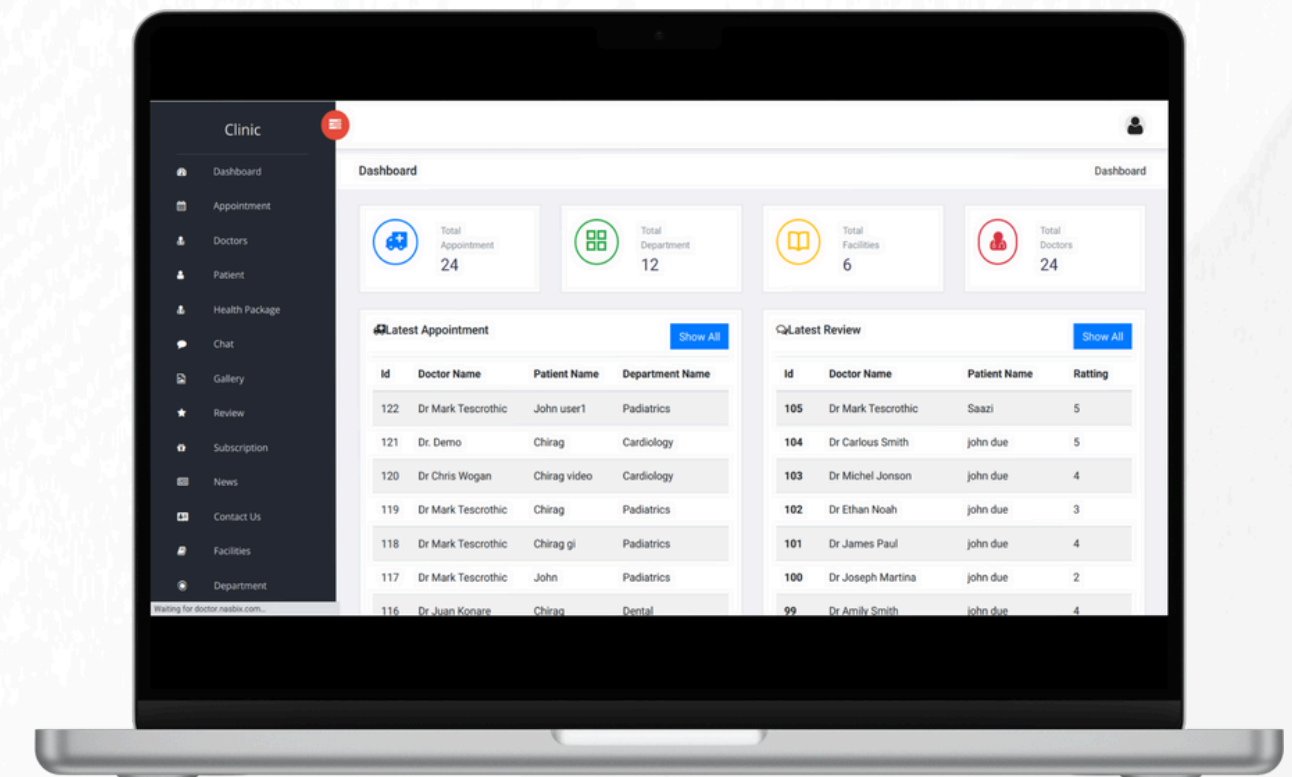 Clinic
Dashboard
Appointment
Doctors
Patient
Health Package
Chat
Gallery
Review
Subscription
News
Contact Us
Facilities
Department
Waiting for doctor.nasbix.com...
Dashboard
Dashboard
Total
Appointment
24
Total
Department
12
Total
Facilities
6
Total
Doctors
24
Latest Appointment
Show All
Id Doctor Name Patient Name Department Name
122 Dr Mark Tescrothic John user1 Padiatrics
121 Dr. Demo Chirag Cardiology
120 Dr Chris Wogan Chirag video Cardiology
119 Dr Mark Tescrothic Chirag Padiatrics
118 Dr Mark Tescrothic Chirag gi Padiatrics
117 Dr Mark Tescrothic John Padiatrics
116 Dr Juan Konare Chirag Dental
Latest Review
Show All
Id Doctor Name Patient Name Ratting
105 Dr Mark Tescrothic Saazi 5
104 Dr Carlous Smith john due 5
103 Dr Michel Jonson john due 4
102 Dr Ethan Noah john due 3
101 Dr James Paul john due 4
100 Dr Joseph Martina john due 2
99 Dr Amily Smith john due 4